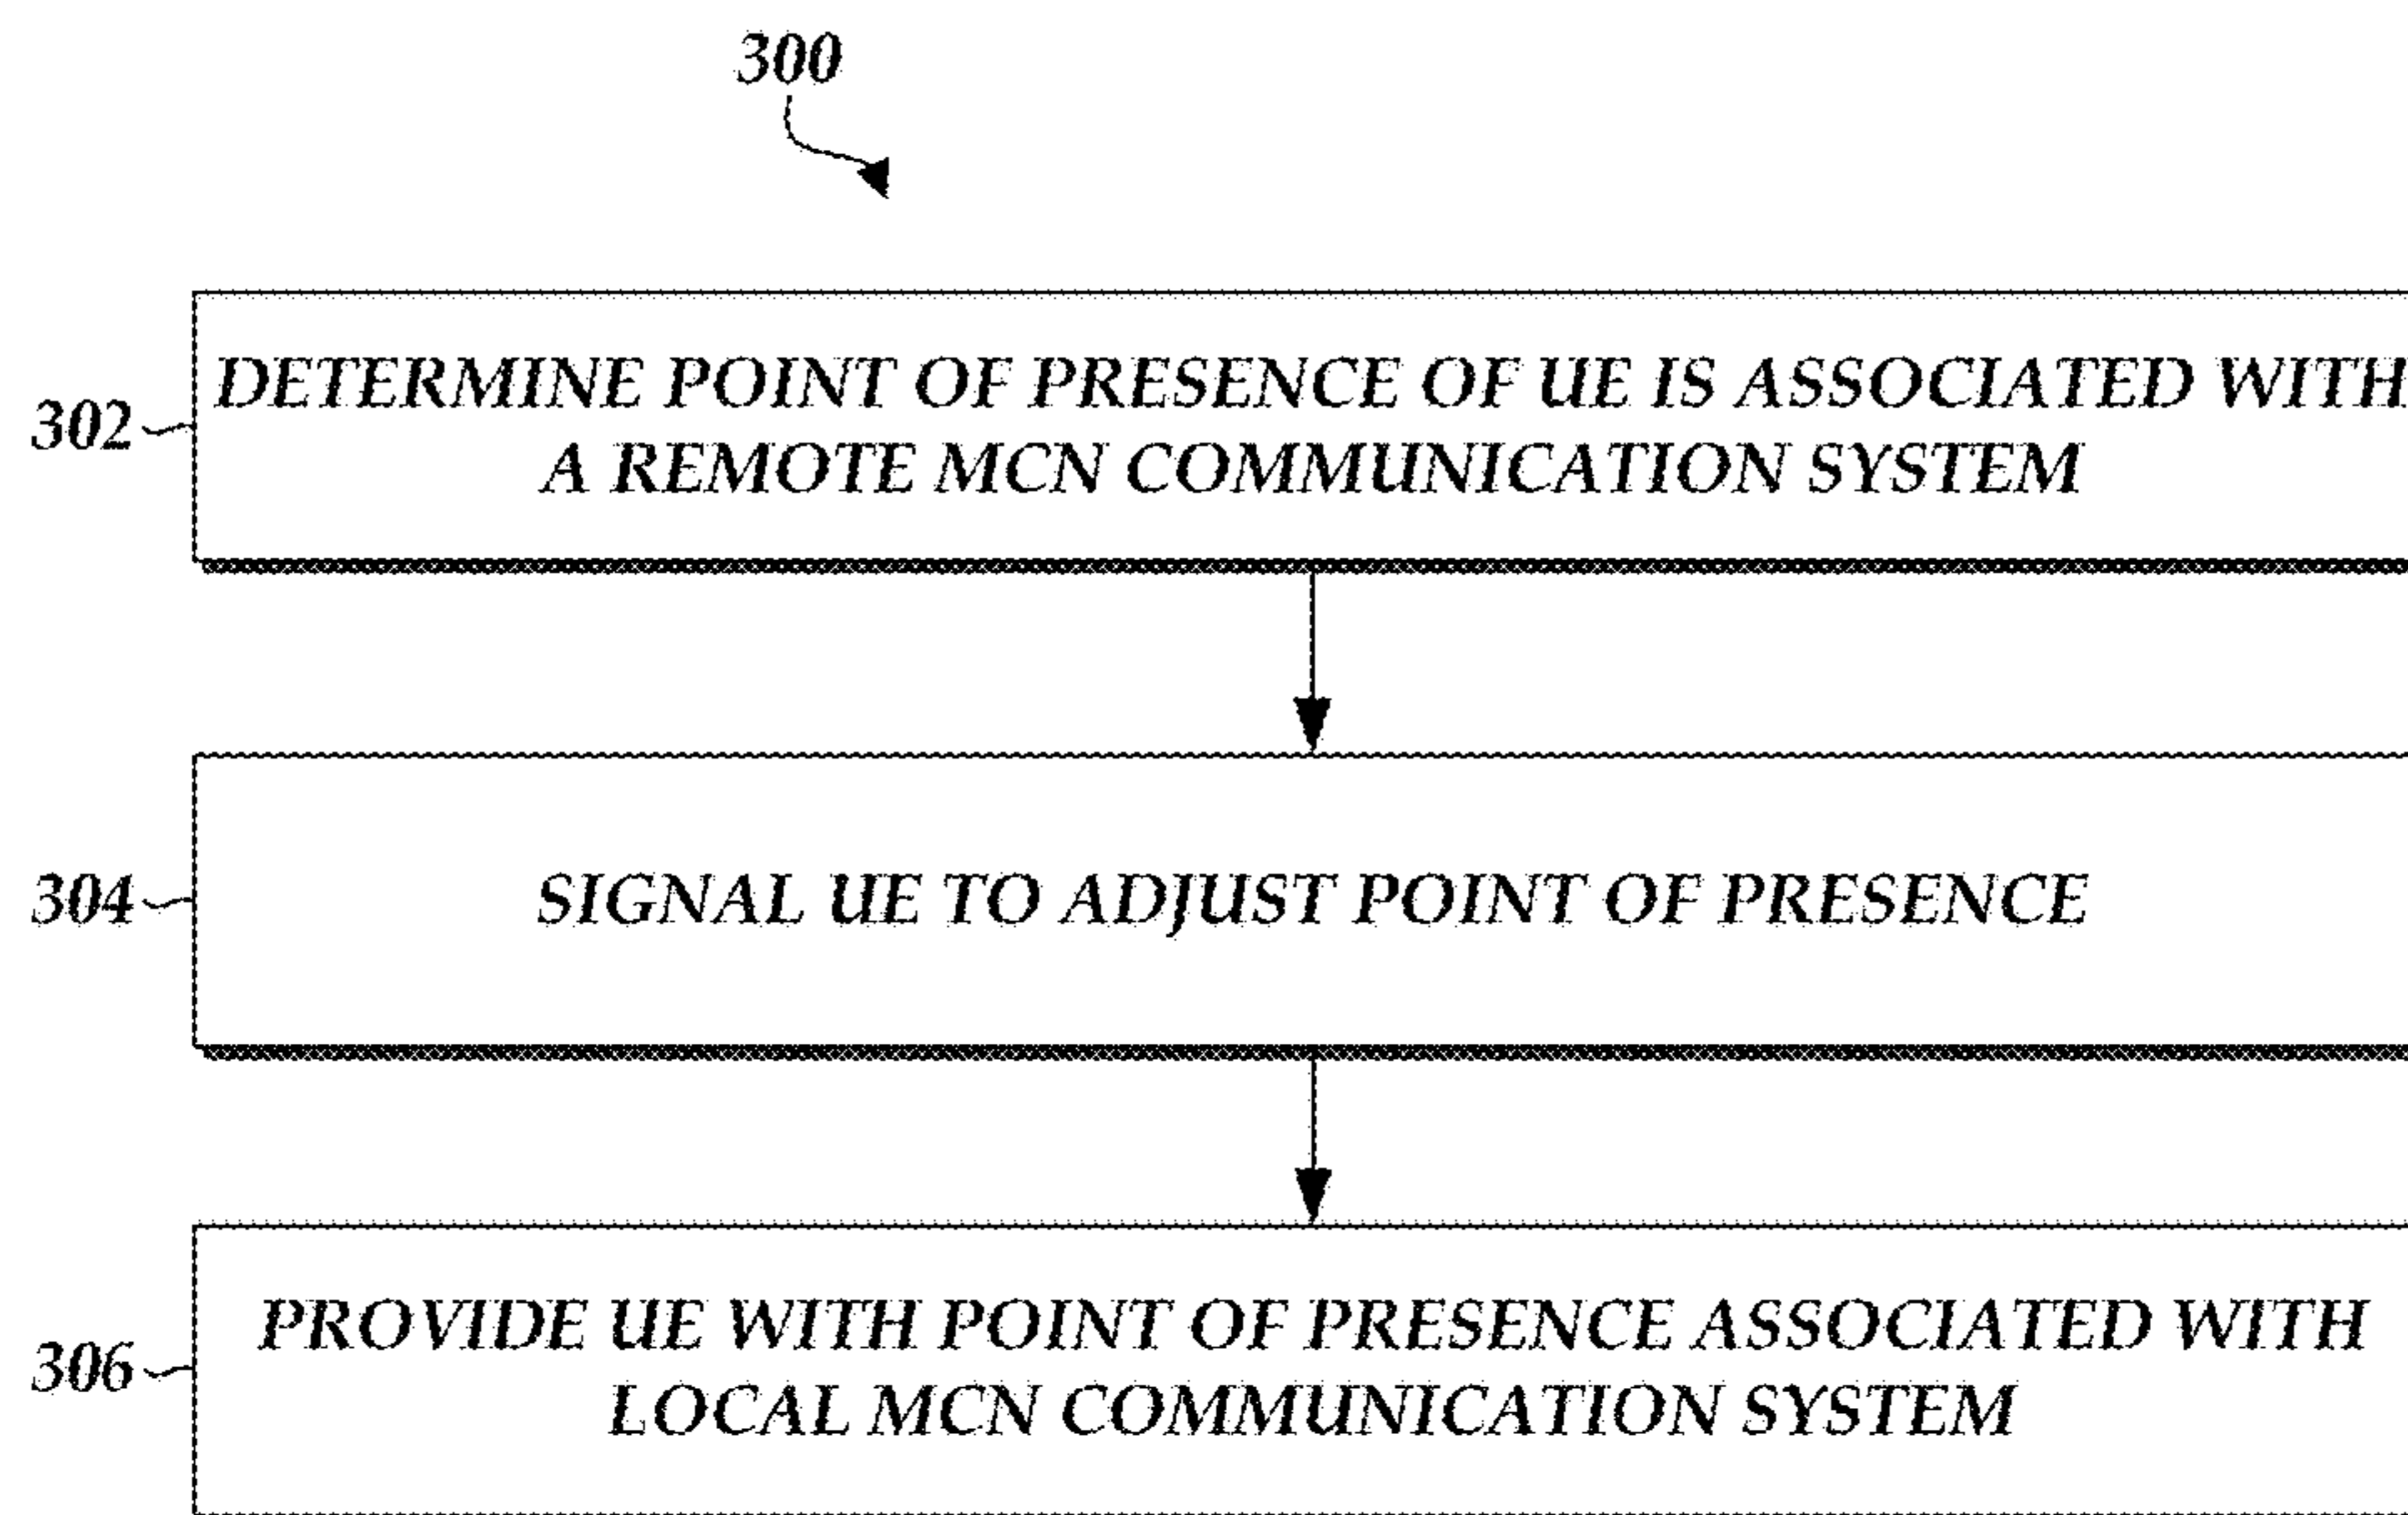 300
302
DETERMINE POINT OF PRESENCE OF UE IS ASSOCIATED WITH
A REMOTE MCN COMMUNICATION SYSTEM
304
SIGNAL UE TO ADJUST POINT OF PRESENCE
306
PROVIDE UE WITH POINT OF PRESENCE ASSOCIATED WITH
LOCAL MCN COMMUNICATION SYSTEM